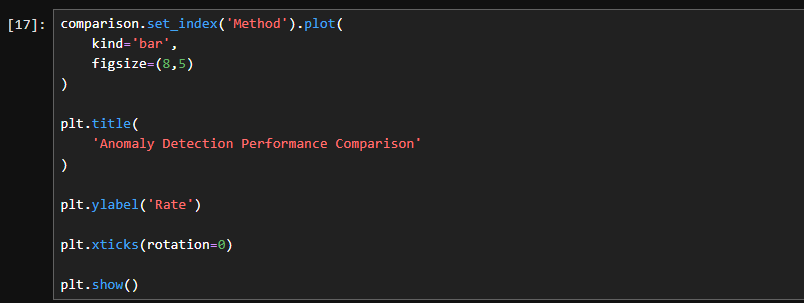 [17]: comparison.set_index('Method').plot(
    kind='bar',
    figsize=(8,5)
)
plt.title(
    'Anomaly Detection Performance Comparison'
)
plt.ylabel('Rate')
plt.xticks(rotation=0)
plt.show()